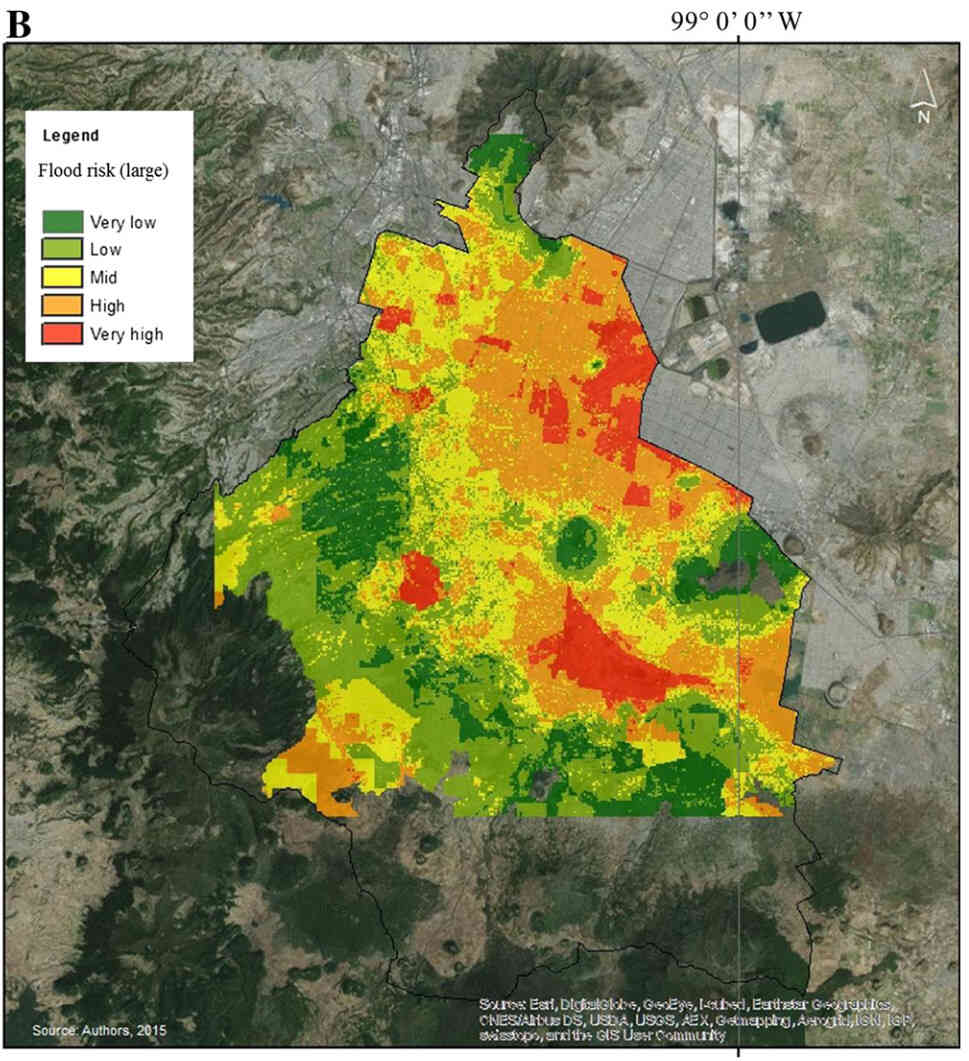 B
99° 0’ 0’’ W
N
Legend
Flood risk (large)
Very low
Low
Mid
High
Very high
Source: Authors, 2015
Source: Esri, DigitalGlobe, GeoEye, i-cubed, Earthstar Geographics,
CNES/Airbus DS, USDA, USGS, AEX, Getmapping, Aerogrid, IGN, IGP,
swisstopo, and the GIS User Community